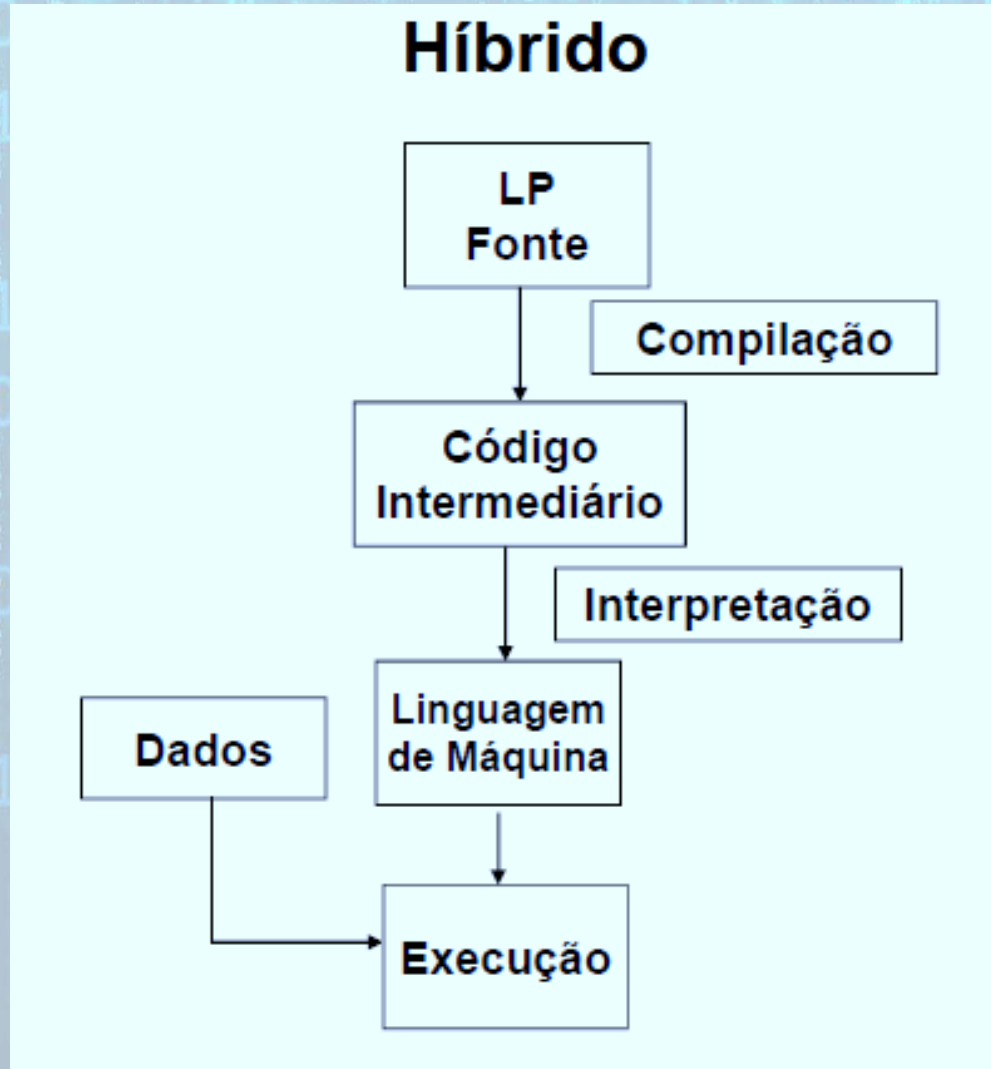 Híbrido
LP
Fonte
Compilação
Código
Intermediário
Interpretação
Linguagem
de Máquina
Dados
Execução